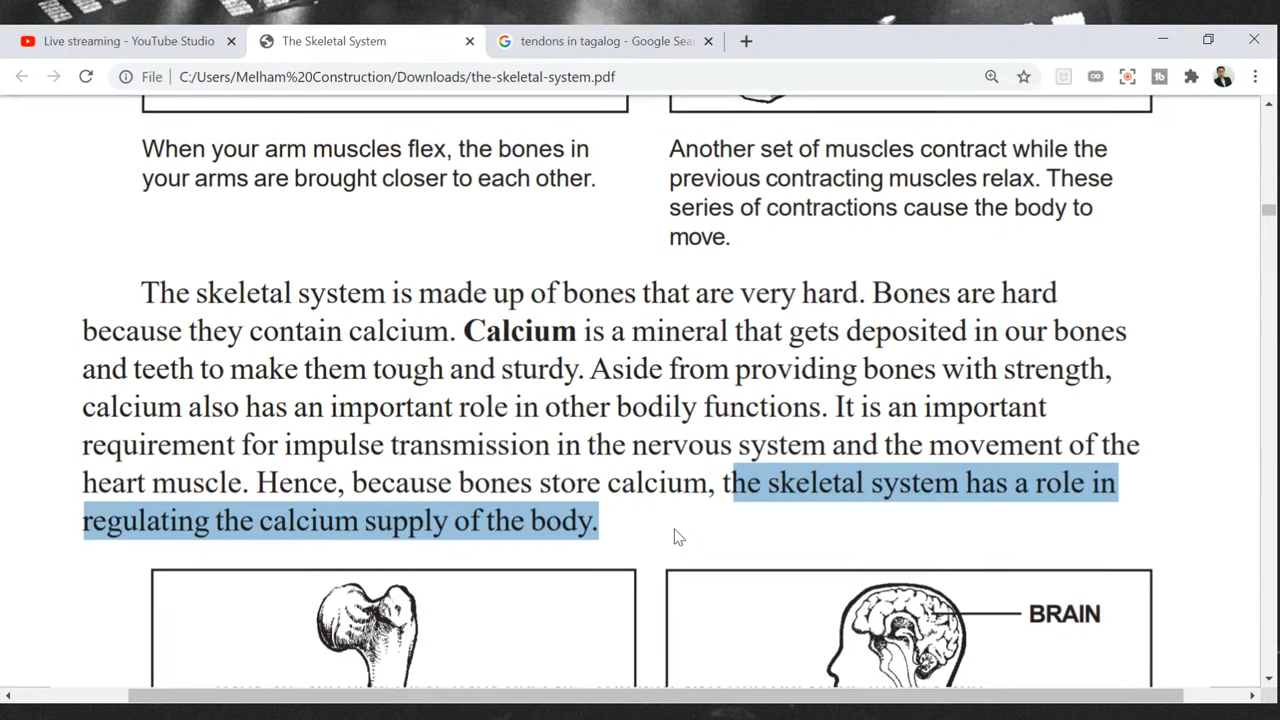 Live streaming - YouTube Studio
The Skeletal System
tendons in tagalog - Google Sea
File
C:/Users/Melham%20Construction/Downloads/the-skeletal-system.pdf
When your arm muscles flex, the bones in
your arms are brought closer to each other.
Another set of muscles contract while the
previous contracting muscles relax. These
series of contractions cause the body to
move.
The skeletal system is made up of bones that are very hard. Bones are hard
because they contain calcium. Calcium is a mineral that gets deposited in our bones
and teeth to make them tough and sturdy. Aside from providing bones with strength,
calcium also has an important role in other bodily functions. It is an important
requirement for impulse transmission in the nervous system and the movement of the
heart muscle. Hence, because bones store calcium, the skeletal system has a role in
regulating the calcium supply of the body.
BRAIN